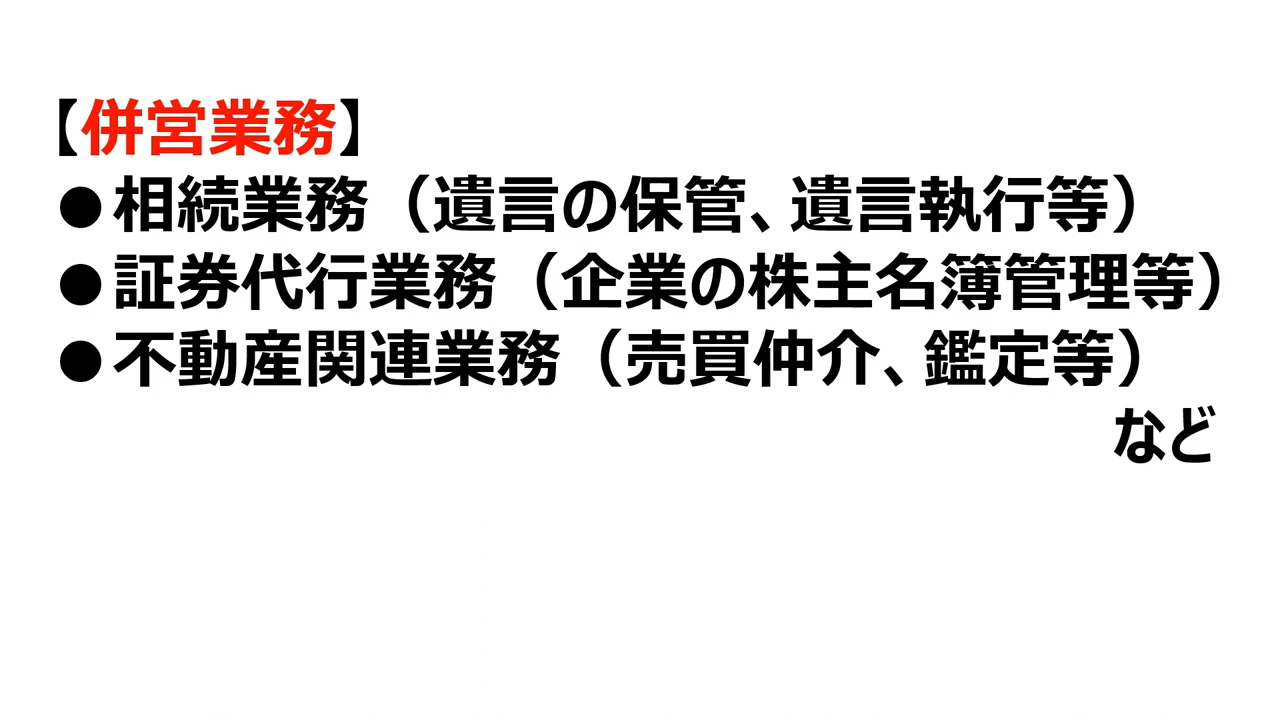 【併営業務】
●相続業務（遺言の保管、遺言執行等）
●証券代行業務（企業の株主名簿管理等）
●不動産関連業務（売買仲介、鑑定等）
など